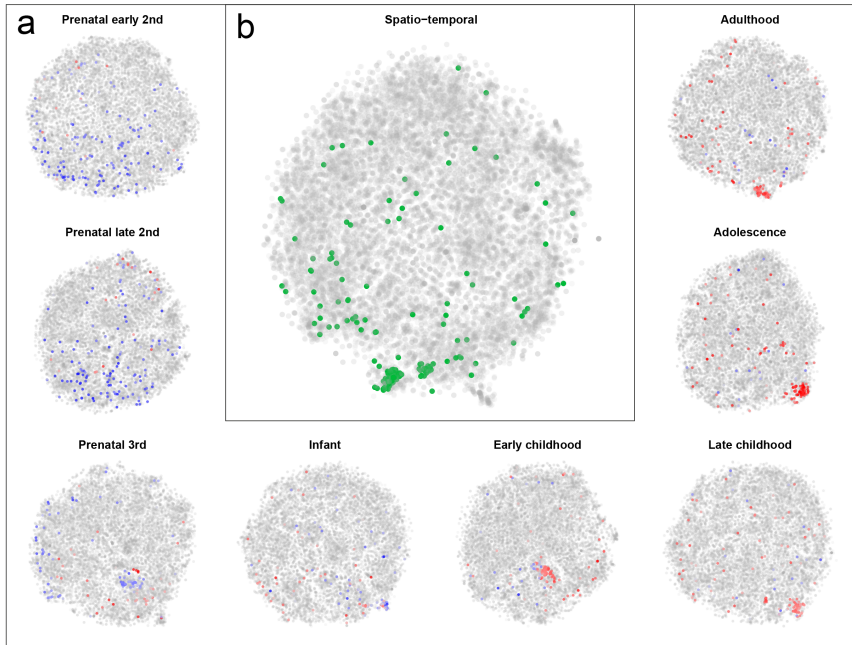 a
b
Prenatal early 2nd
Spatio-temporal
Adulthood
Prenatal late 2nd
Adolescence
Prenatal 3rd
Infant
Early childhood
Late childhood